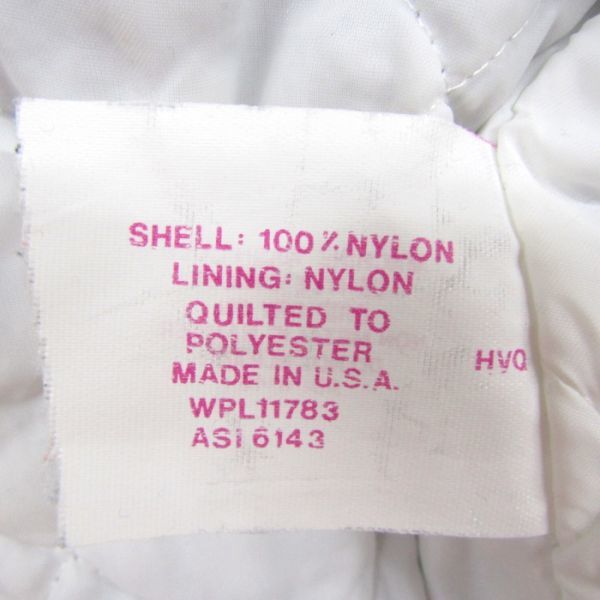 SHELL: 100% NYLON
LINING: NYLON
QUILTED TO
POLYESTER
HVQ
MADE IN U.S.A.
WPL11783
ASI 6143